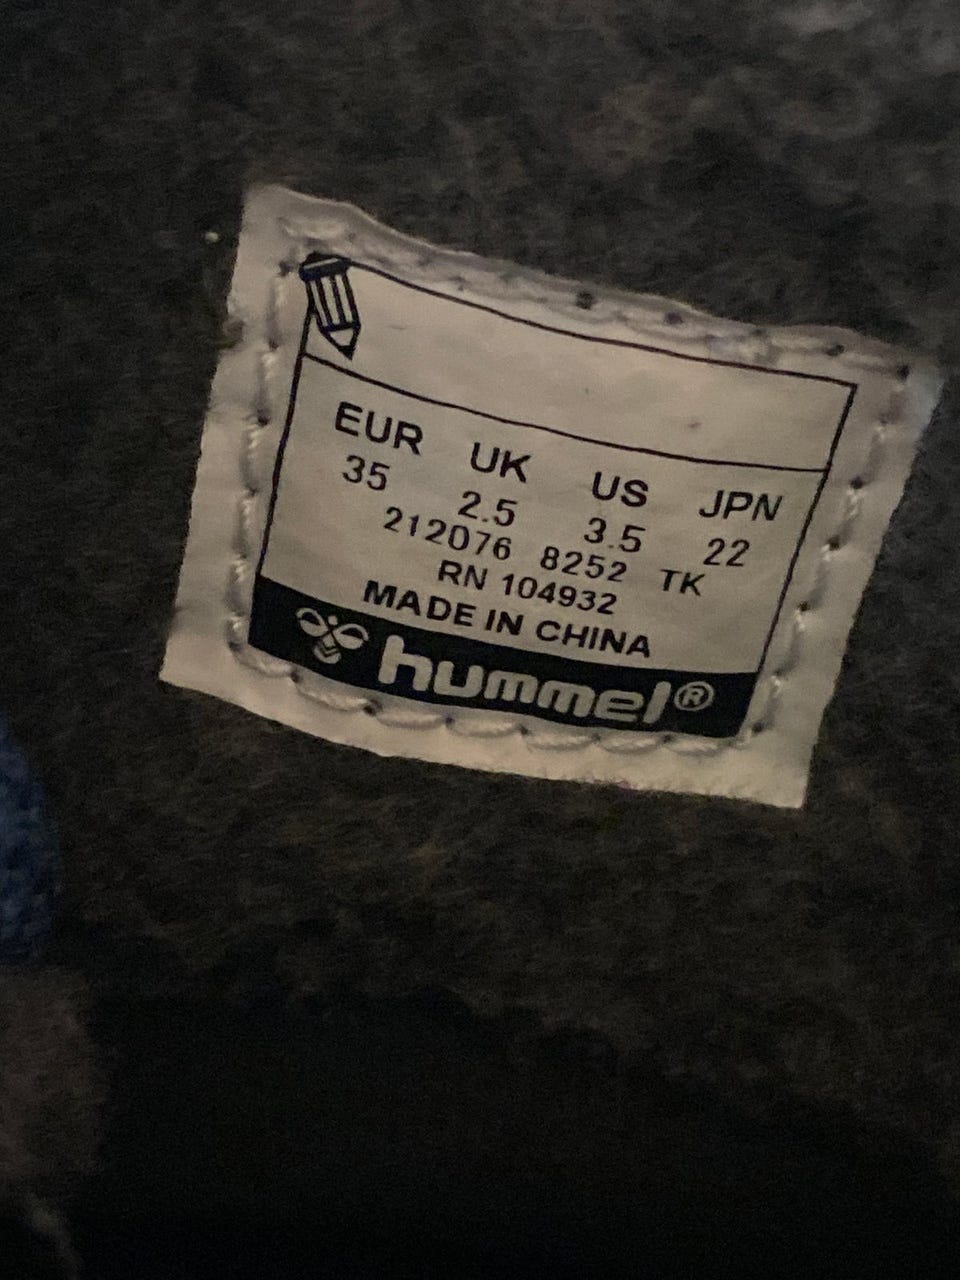 EUR UK US JPN
35 2.5 3.5 22
212076 8252 TK
RN 104932
MADE IN CHINA
hummel®